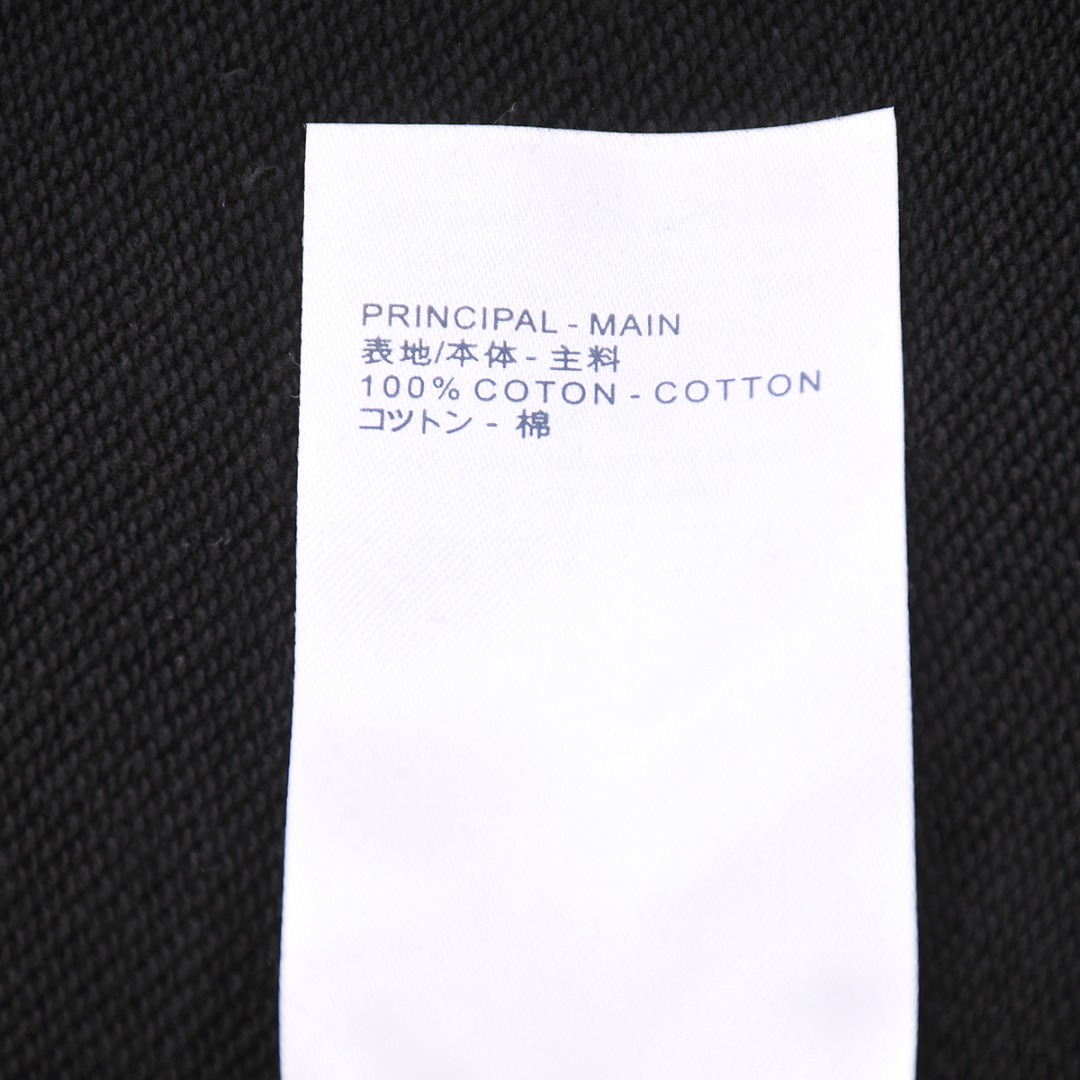 PRINCIPAL - MAIN
表地/本体 - 主料
100% COTON - COTTON
コツトン - 棉